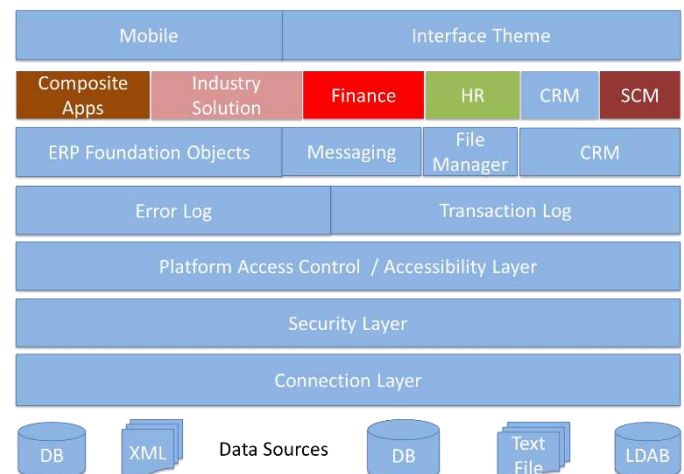 Mobile
Interface Theme
Composite
Apps
Industry
Solution
Finance
HR
CRM
SCM
ERP Foundation Objects
Messaging
File
Manager
CRM
Error Log
Transaction Log
Platform Access Control / Accessibility Layer
Security Layer
Connection Layer
DB
XML
Data Sources
DB
Text
File
LDAB